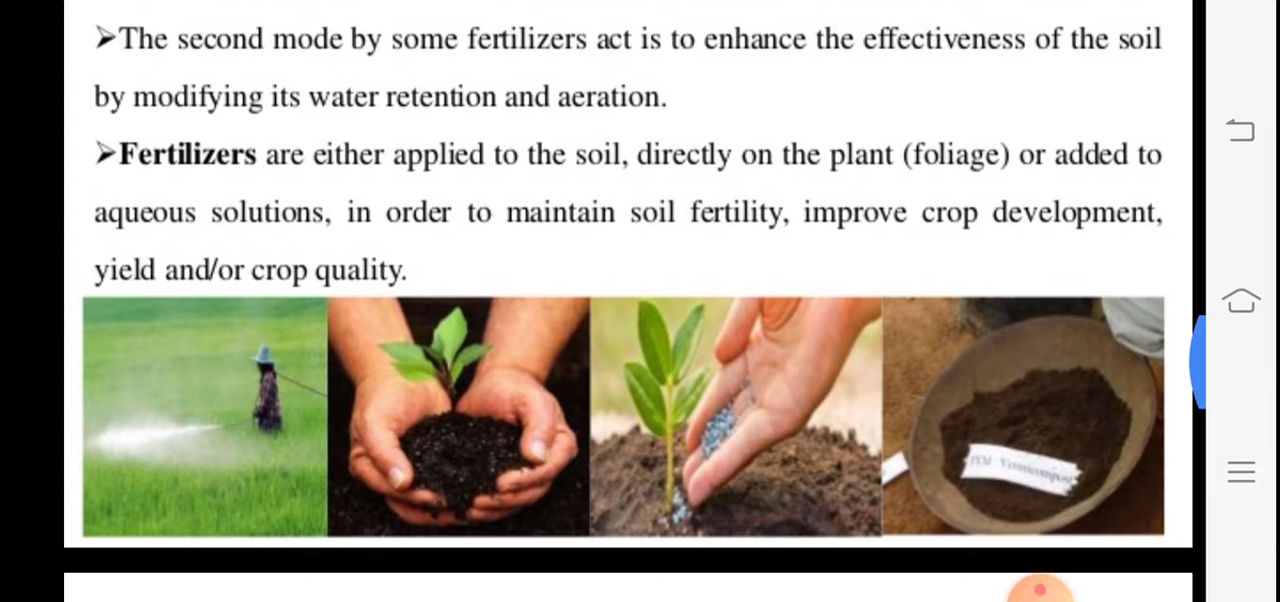 ➢The second mode by some fertilizers act is to enhance the effectiveness of the soil
by modifying its water retention and aeration.
➢Fertilizers are either applied to the soil, directly on the plant (foliage) or added to
aqueous solutions, in order to maintain soil fertility, improve crop development,
yield and/or crop quality.
Vermicompost